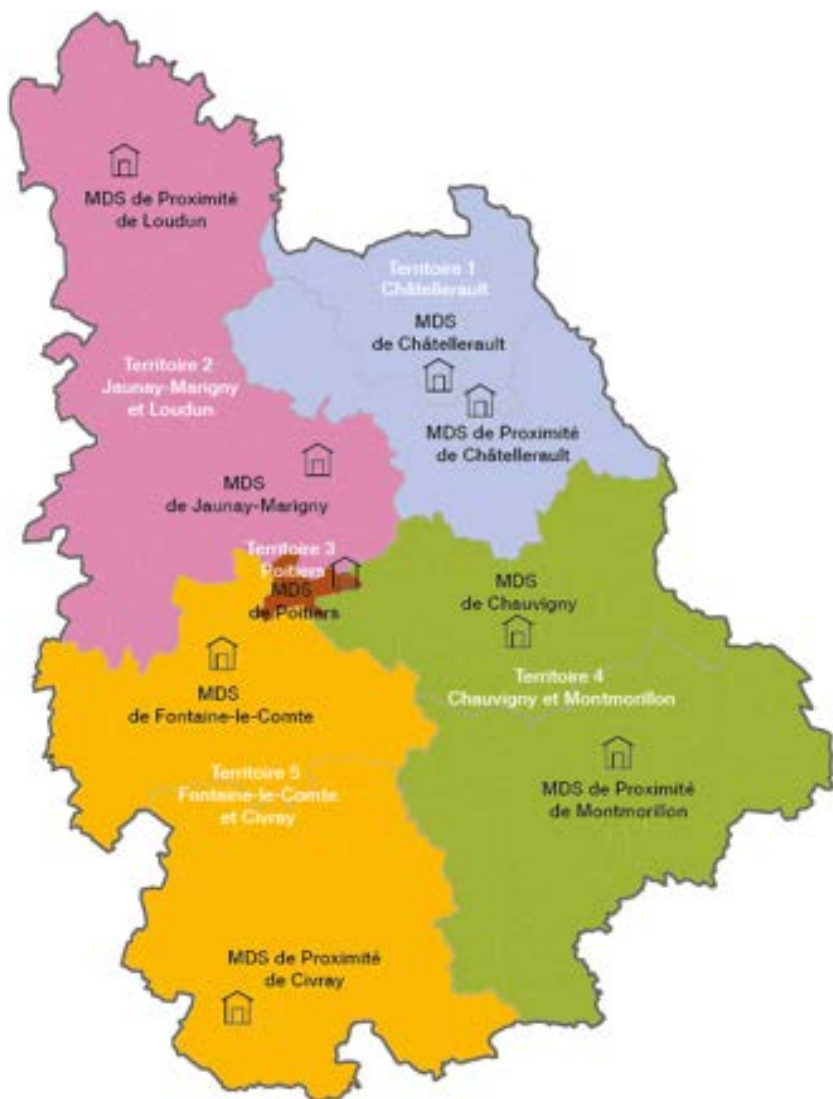 MDS de Proximité
de Loudun
Territoire 1
Châtellerault
MDS
de Châtellerault
Territoire 2
Jaunay-Marigny
et Loudun
MDS de Proximité
de Châtellerault
MDS
de Jaunay-Marigny
Territoire 3
Poitiers
MDS
de Poitiers
MDS
de Chauvigny
Territoire 4
Chauvigny et Montmorillon
MDS
de Fontaine-le-Comte
Territoire 5
Fontaine-le-Comte
et Civray
MDS de Proximité
de Montmorillon
MDS de Proximité
de Civray